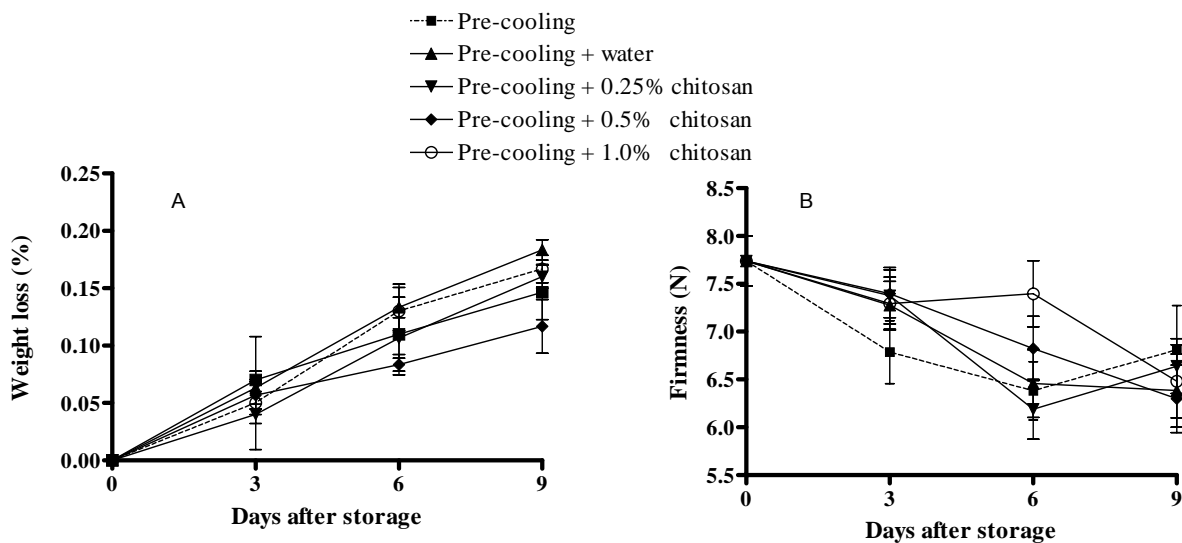 Pre-cooling
Pre-cooling + water
Pre-cooling + 0.25% chitosan
Pre-cooling + 0.5% chitosan
Pre-cooling + 1.0% chitosan
A
Weight loss (%)
0.25
0.20
0.15
0.10
0.05
0.00
0 3 6 9
Days after storage
B
Firmness (N)
8.5
8.0
7.5
7.0
6.5
6.0
5.5
0 3 6 9
Days after storage